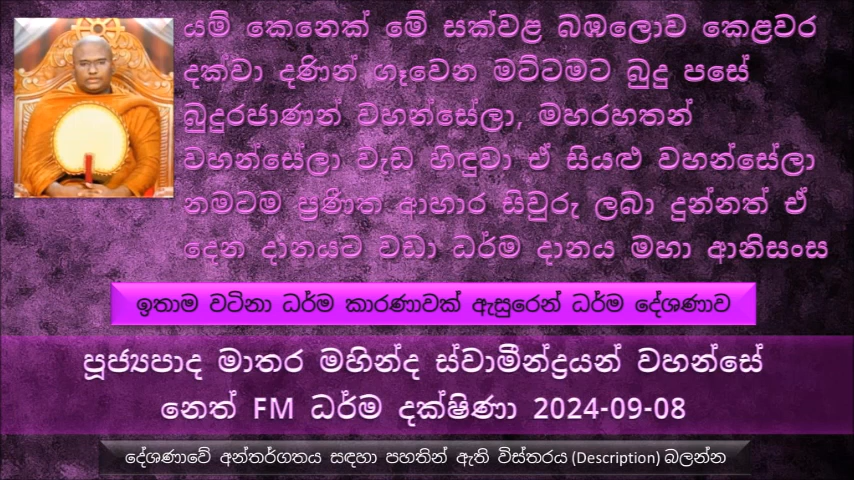 යම් කෙනෙක් මේ සක්වළ බඹලොව කෙළවර
දක්වා දණින් ගෑවෙන මට්ටමට බුදු පසේ
බුදුරජාණන් වහන්සේලා, මහරහතන්
වහන්සේලා වැඩ හිඳුවා ඒ සියළු වහන්සේලා
නමටම ප්‍රණීත ආහාර සිවුරු ලබා දුන්නත් ඒ
දෙන දානයට වඩා ධර්ම දානය මහා ආනිසංස
ඉතාම වටිනා ධර්ම කාරණාවක් ඇසුරෙන් ධර්ම දේශණාව
පූජ්‍යපාද මාතර මහින්ද ස්වාමීන්ද්‍රයන් වහන්සේ
නෙත් FM ධර්ම දක්ෂිණා 2024-09-08
දේශණාවේ අන්තර්ගතය සඳහා පහතින් ඇති විස්තරය (Description) බලන්න